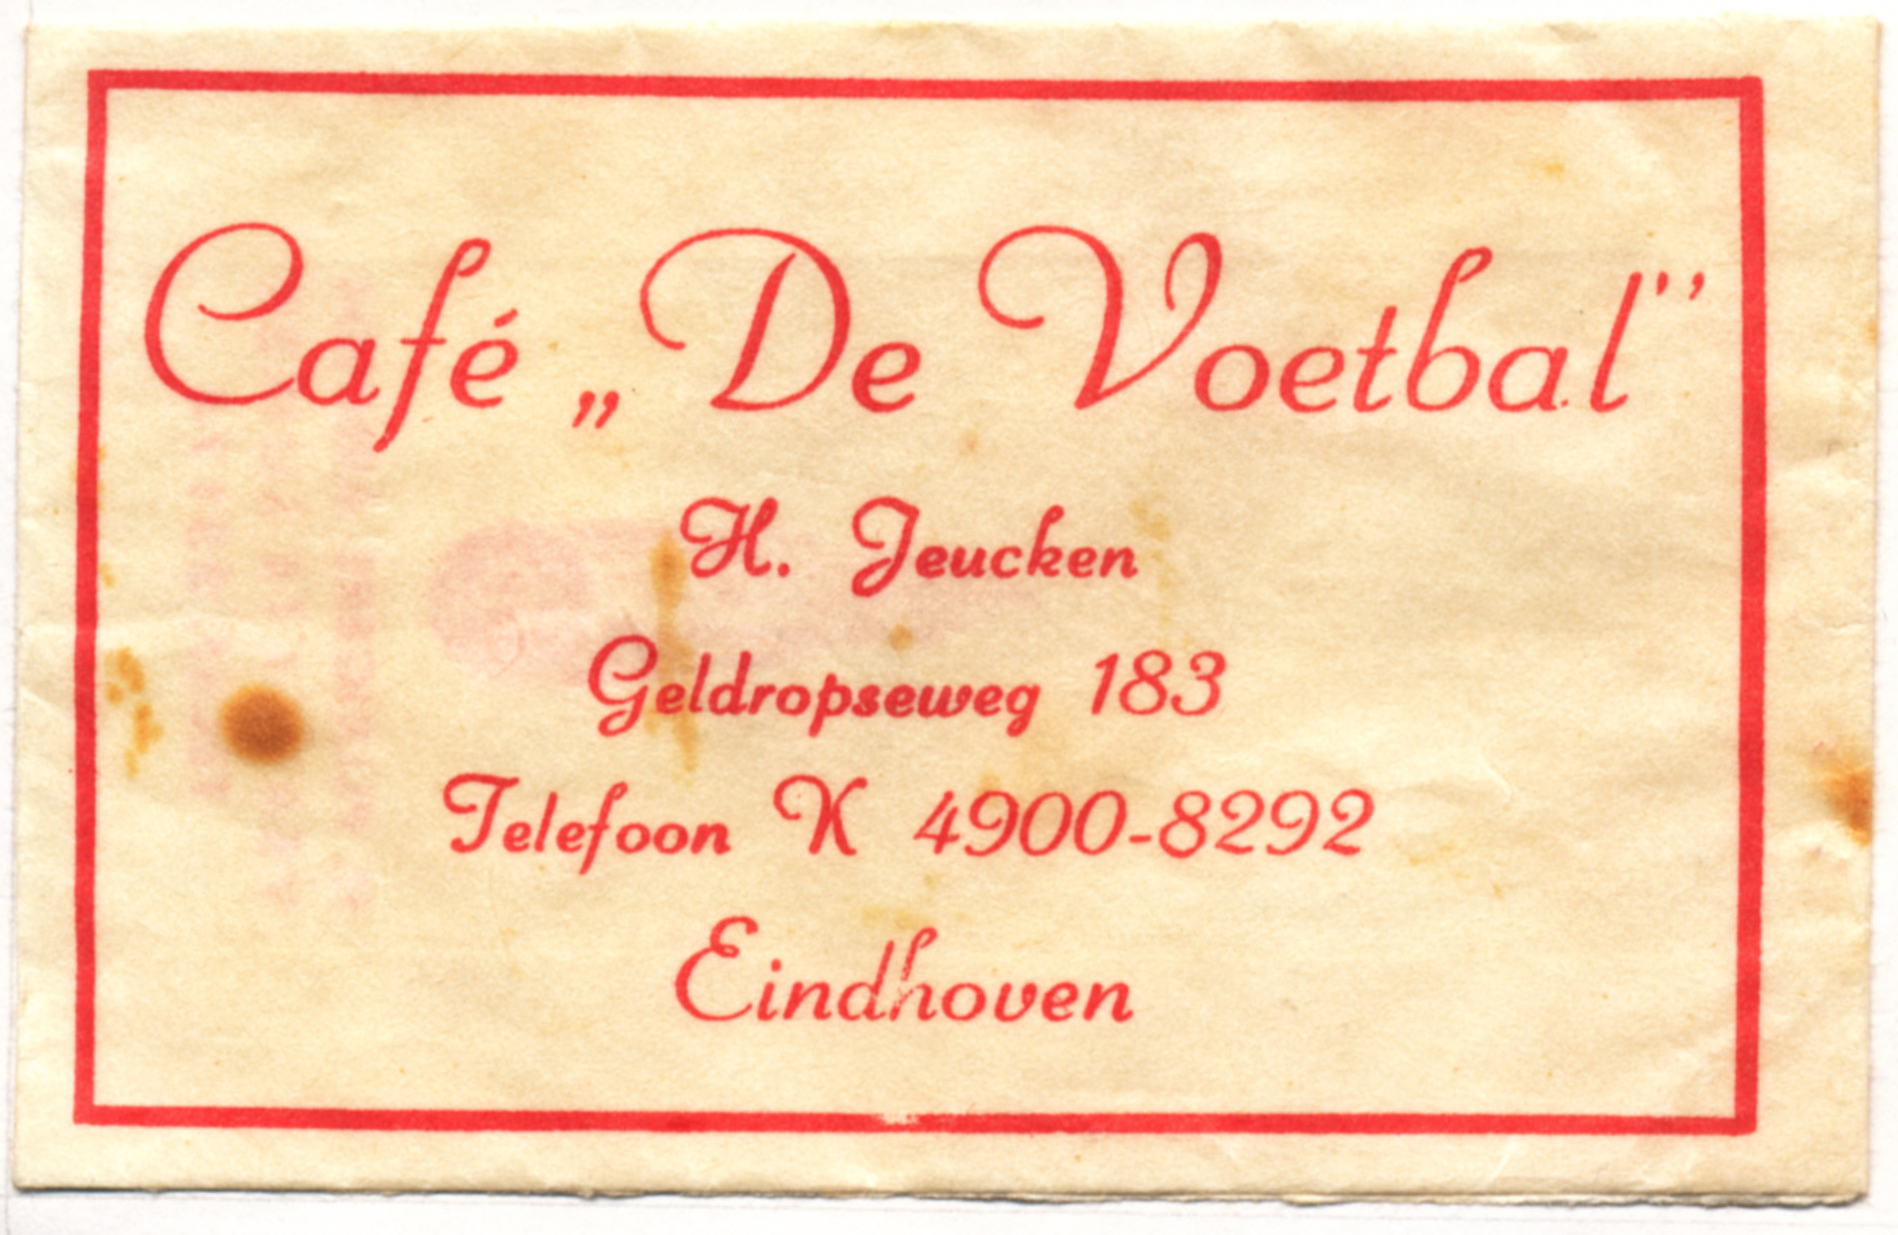 Café „De Voetbal’’
H. Jeucken
Geldropseweg 183
Telefoon K 4900-8292
Eindhoven